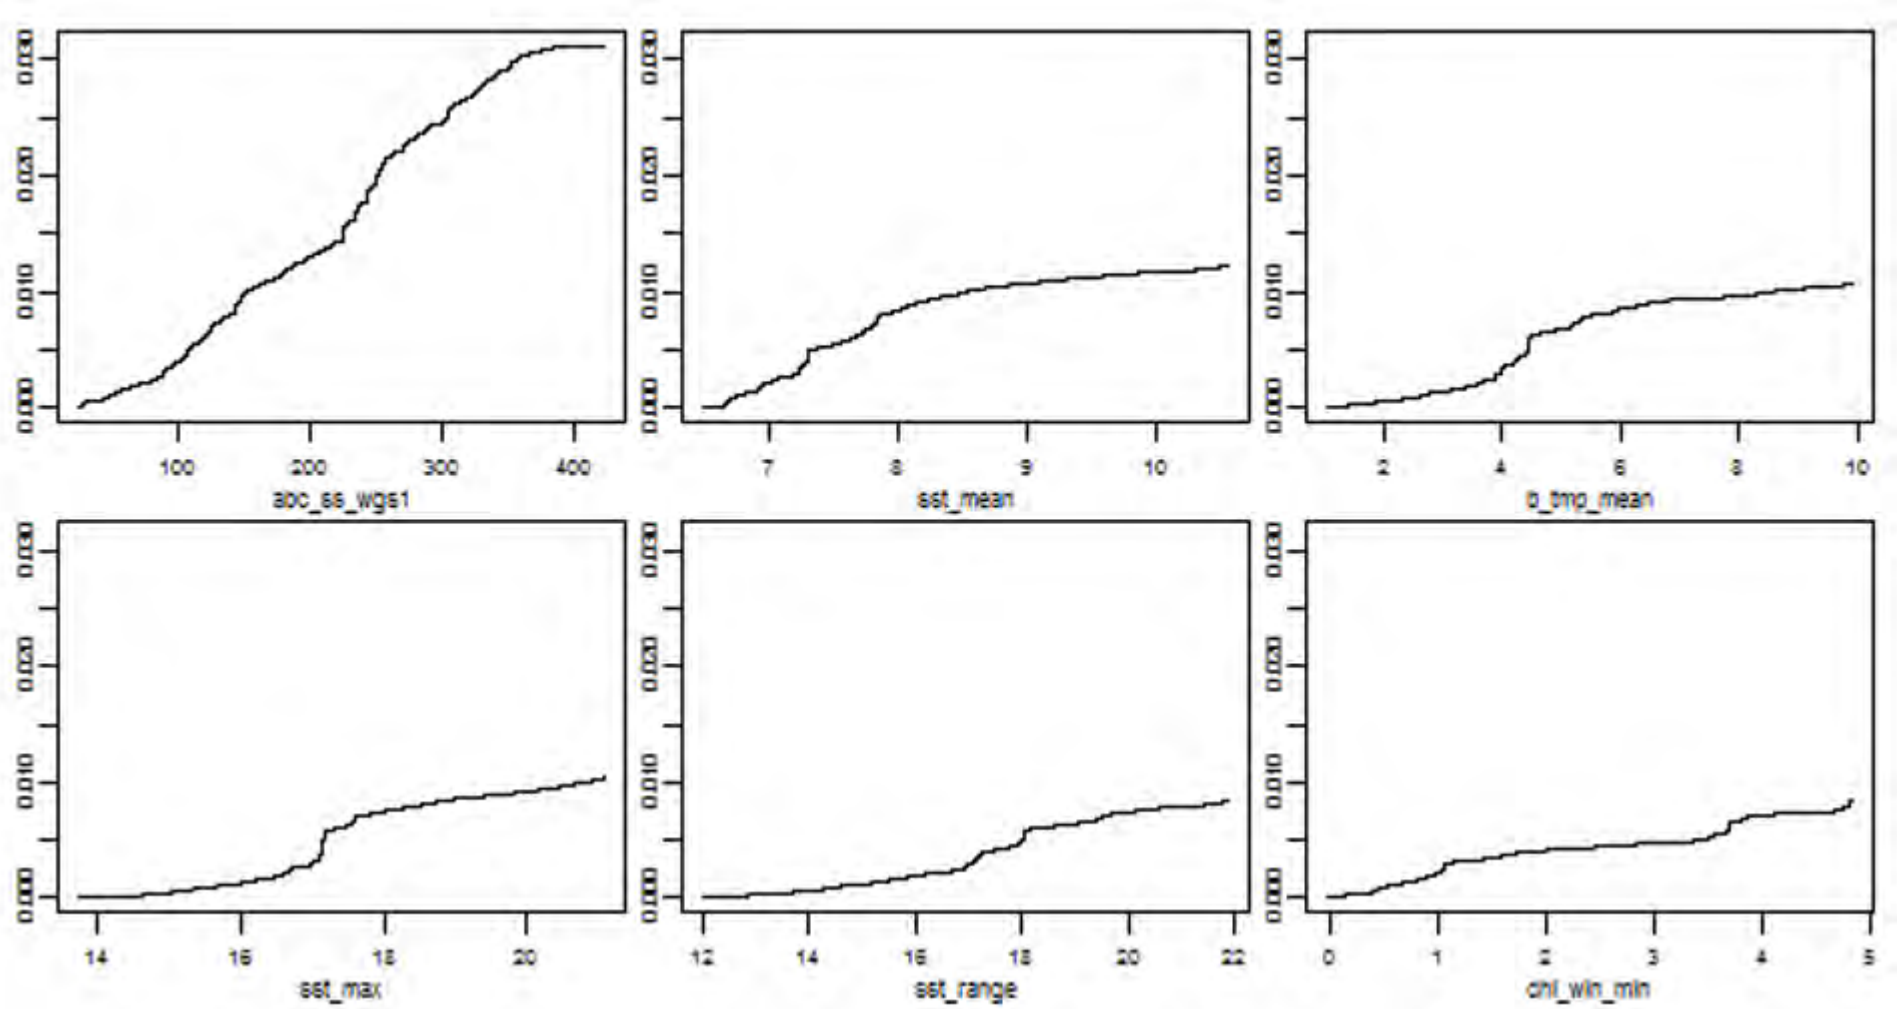 0.030 0.030 0.030
0.020 0.020 0.020
0.010 0.010 0.010
0.000 0.000 0.000
100 200 300 400 7 8 9 10 2 4 6 8 10
abc_ss_wgs1 sst_mean b_tmp_mean
0.030 0.030 0.030
0.020 0.020 0.020
0.010 0.010 0.010
0.000 0.000 0.000
14 16 18 20 12 14 16 18 20 22 0 1 2 3 4 5
sst_max sst_range chl_win_min